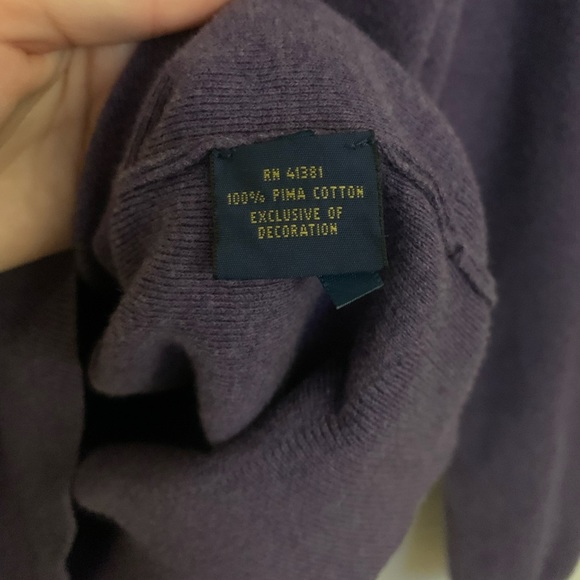 RN 41381
100% PIMA COTTON
EXCLUSIVE OF
DECORATION